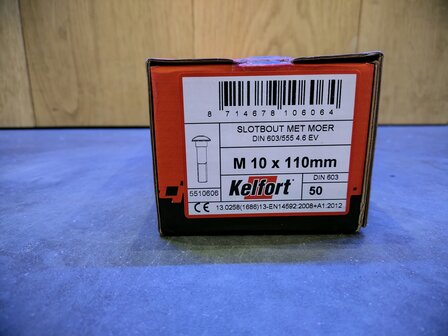 8 714678 106064
SLOTBOUT MET MOER
DIN 603/555 4.6 EV
M 10 x 110mm
5510606
Kelfort
DIN 603
50
CE 13.0258(1686)13-EN14592:2008+A1:2012